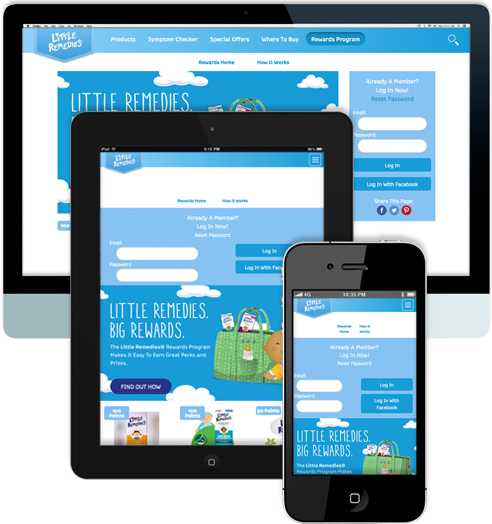 LITTLE
REMEDIES
Products Symptom Checker Special Offers Where To Buy Rewards Program
Rewards Home How It Works
LITTLE REMEDIES.
Already A Member?
Log In Now!
Reset Password
Email
Password
Log In
Log In With Facebook
Share This Page:
100
iPad 9:10 PM
LITTLE
REMEDIES
Rewards Home How It Works
Already A Member?
Log In Now!
Reset Password
Email
Log In
Password
Log In With Facebook
LITTLE REMEDIES.
BIG REWARDS.
The Little Remedies® Rewards Program
Makes It Easy To Earn Great Perks and
Prizes.
FIND OUT HOW
100 Points
100 Points
50 Points
4G 10:35 PM
LITTLE
REMEDIES
Rewards Home
How It Works
Already A Member?
Log In Now!
Reset Password
Email
Log In
Password
Log In With Facebook
LITTLE REMEDIES.
BIG REWARDS.
The Little Remedies®
Rewards Program Makes